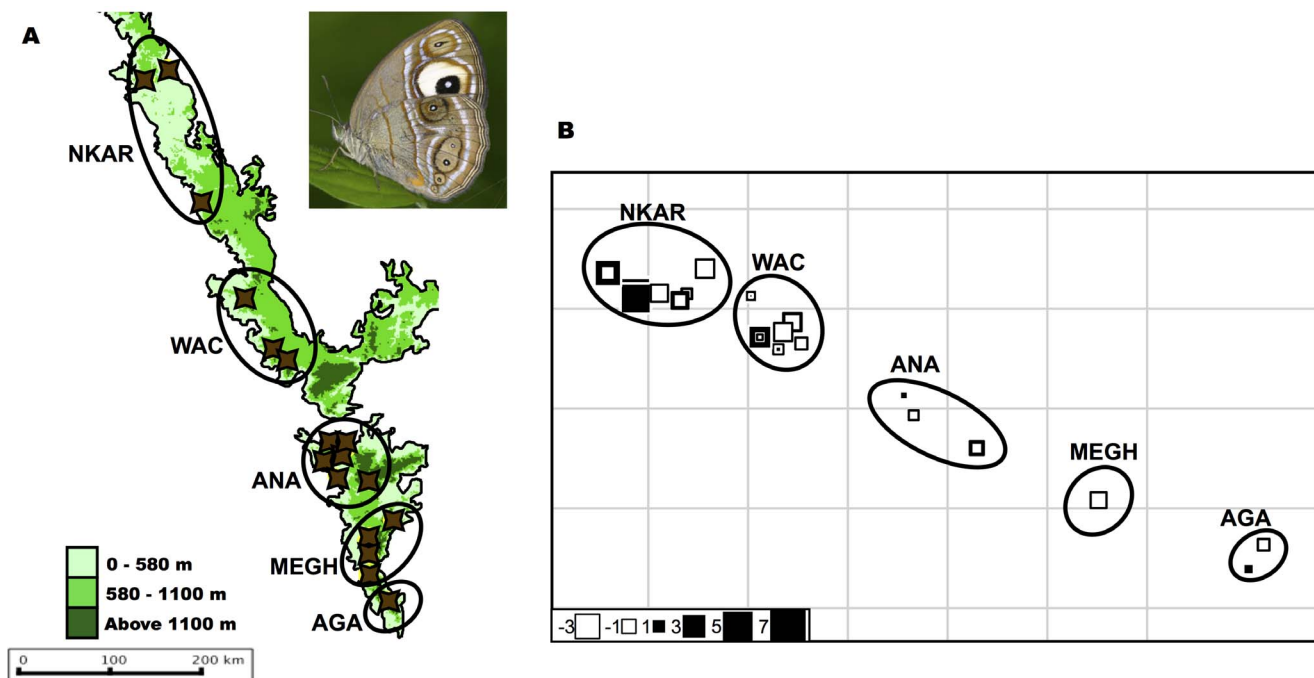 A
NKAR
WAC
ANA
MEGH
AGA
0 - 580 m
580 - 1100 m
Above 1100 m
0 100 200 km
B
NKAR
WAC
ANA
MEGH
AGA
-3 -1 1 3 5 7